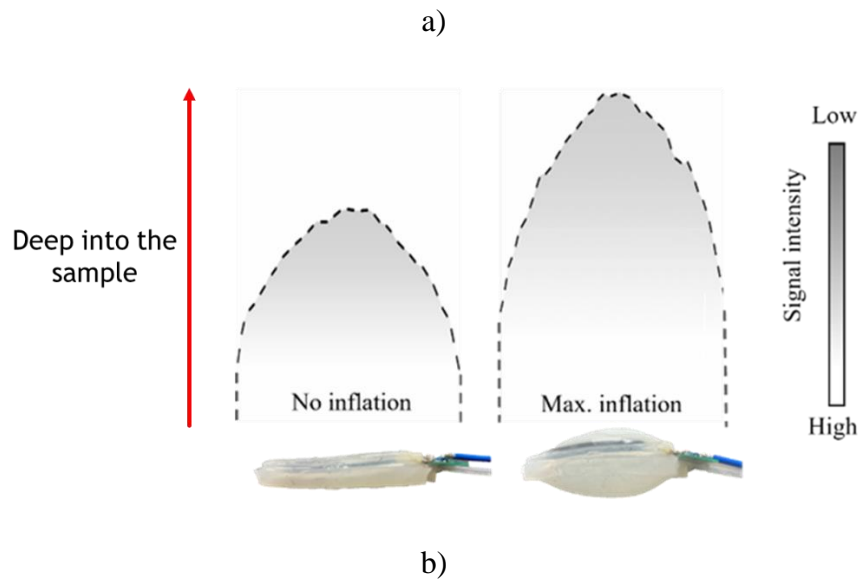 a)
Deep into the
sample
No inflation
Max. inflation
Low
Signal intensity
High
b)